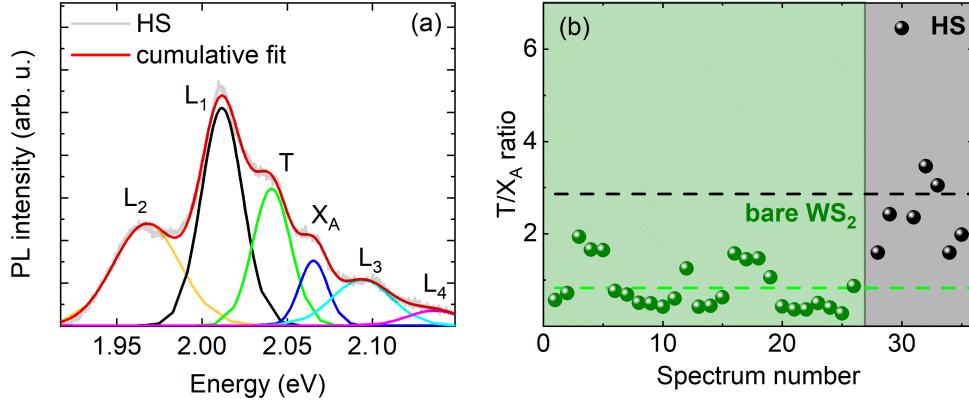 (a)
HS
cumulative fit
L1
T
L2
XA
L3
L4
PL intensity (arb. u.)
1.95 2.00 2.05 2.10
Energy (eV)
(b)
HS
6
4
2
bare WS2
T/XA ratio
0 10 20 30
Spectrum number